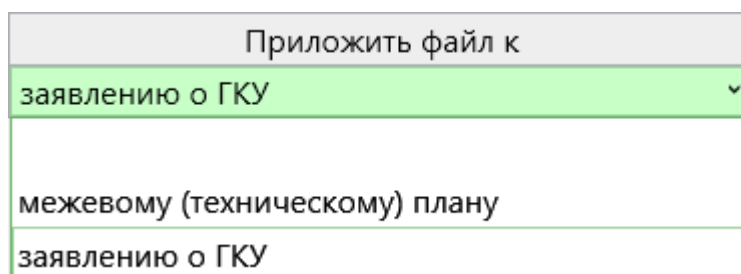 Приложить файл к
заявлению о ГКУ
межевому (техническому) плану
заявлению о ГКУ